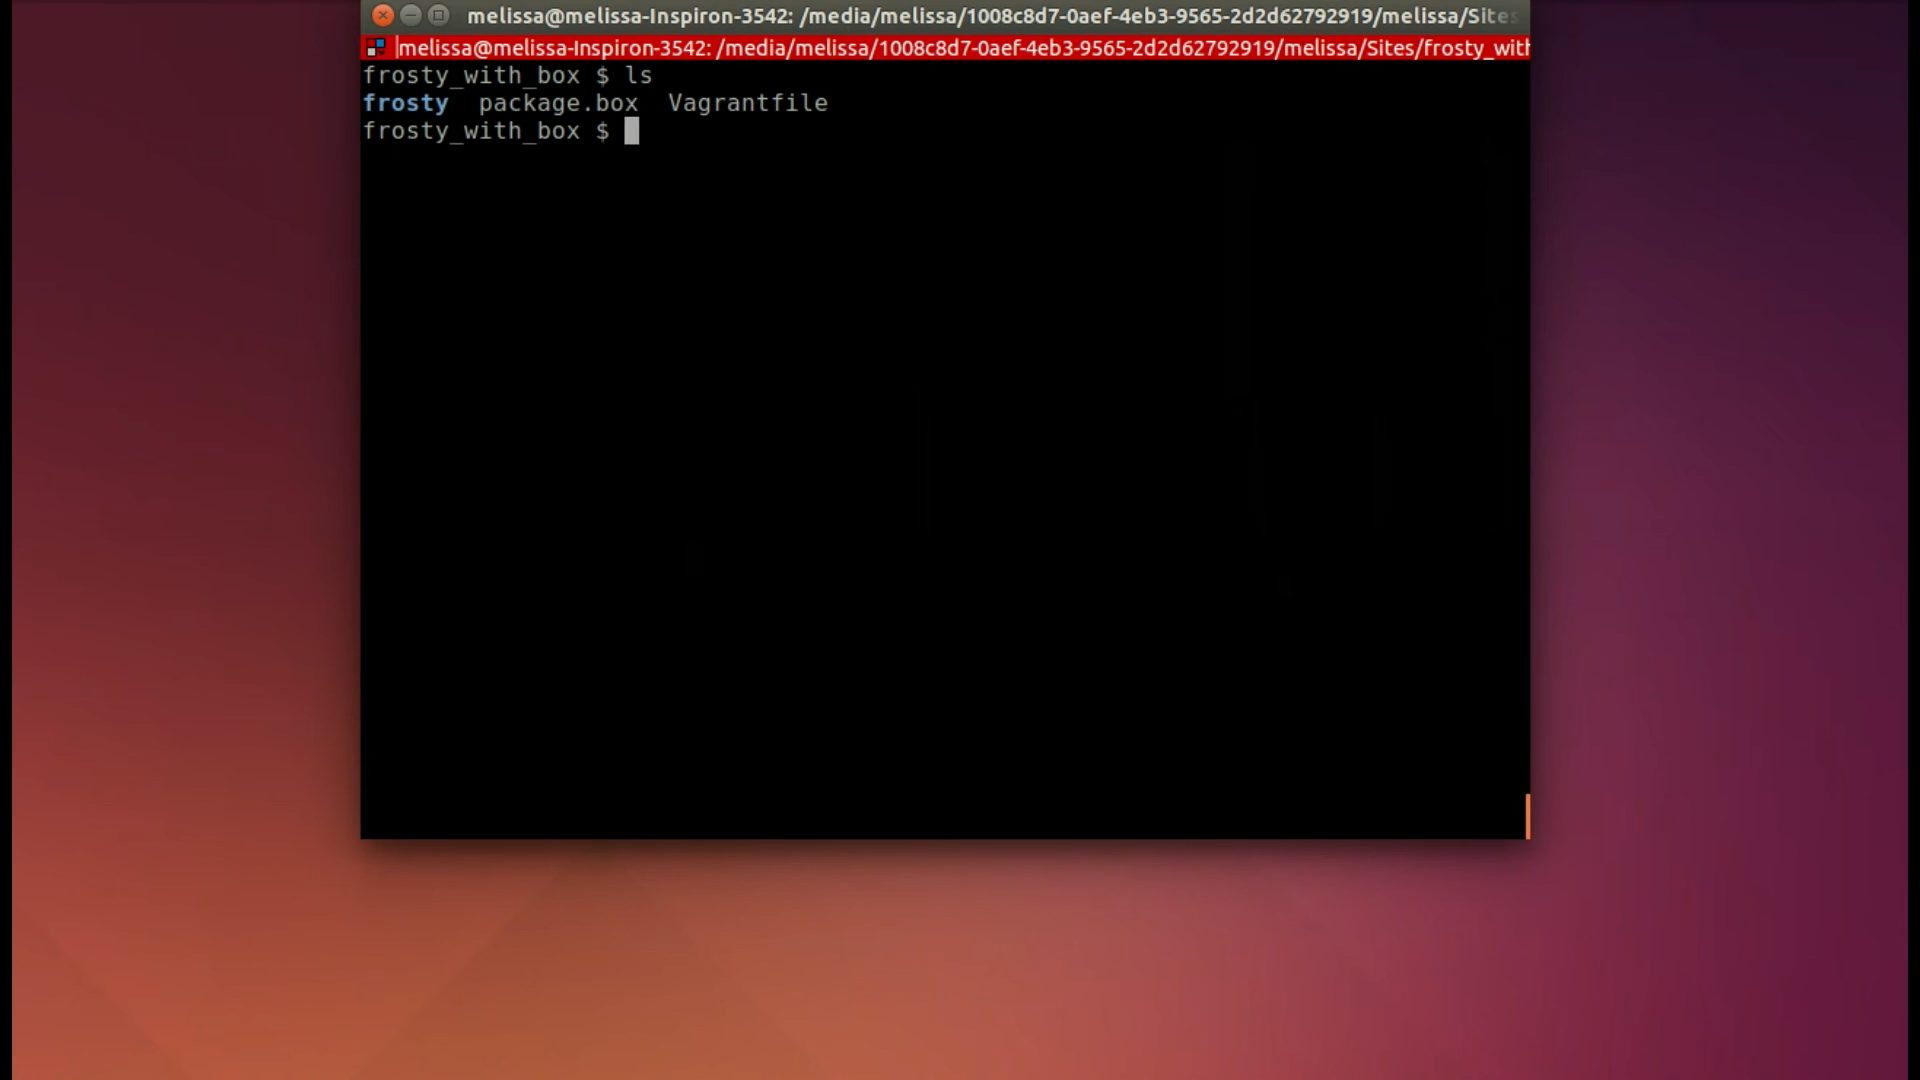 melissa@melissa-Inspiron-3542: /media/melissa/1008c8d7-0aef-4eb3-9565-2d2d62792919/melissa/Sites
melissa@melissa-Inspiron-3542: /media/melissa/1008c8d7-0aef-4eb3-9565-2d2d62792919/melissa/Sites/frosty_with
frosty_with_box $ ls
frosty package.box Vagrantfile
frosty_with_box $